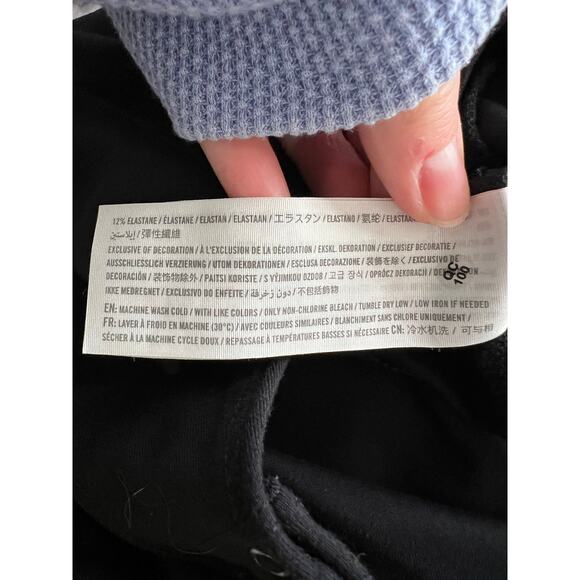 12% ELASTANE / ÉLASTANE / ELASTAN / ELASTAAN / エラスタン / ELASTANO / 氨纶 / ELASTAA
إيلاستين / 彈性纖維
EXCLUSIVE OF DECORATION / À L'EXCLUSION DE LA DÉCORATION / EKSKL. DEKORATION / EXCLUSIEF DECORATIE /
AUSSCHLIESSLICH VERZIERUNG / UTOM DEKORATIONEN / ESCLUSA DECORAZIONE / 装飾を除く / EXCLUSIVO DE
DECORACIÓN / 装饰物除外 / PAITSI KORISTE / S VÝJIMKOU OZDOB / 고급 장식 / OPRÓCZ DEKORACJI /
IKKE MEDREGNET / EXCLUSIVO DO ENFEITE / بدون زخرفة / 不包括飾物
QC
100
EN: MACHINE WASH COLD / WITH LIKE COLORS / ONLY NON-CHLORINE BLEACH / TUMBLE DRY LOW / LOW IRON IF NEEDED
FR: LAVER À FROID EN MACHINE (30°C) / AVEC COULEURS SIMILAIRES / BLANCHIMENT SANS CHLORE UNIQUEMENT /
SÉCHER À LA MACHINE CYCLE DOUX / REPASSAGE À TEMPÉRATURES BASSES SI NÉCESSAIRE CN: 冷水机洗 / 可与相